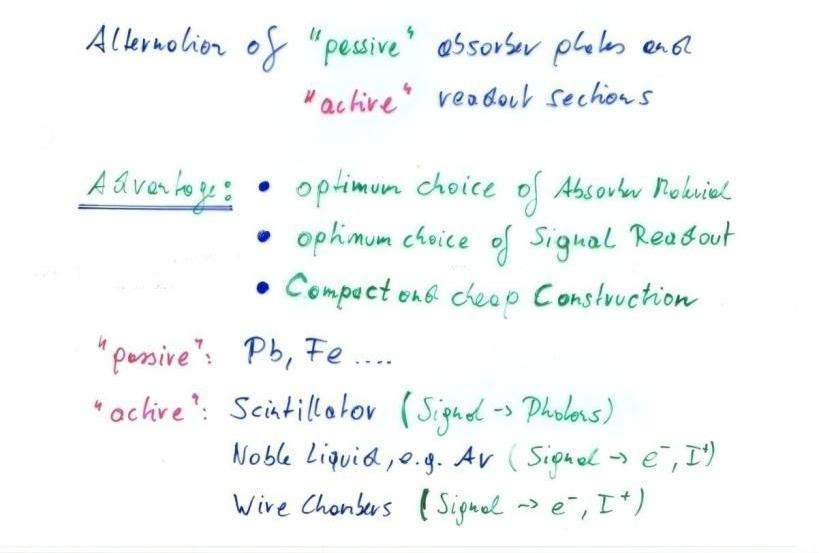 Alternation of "passive" absorber plates and
"active" readout sections
Advantage: • optimum choice of Absorber Material
• optimum choice of Signal Readout
• Compact and cheap Construction
"passive": Pb, Fe ....
"active": Scintillator (Signal -> Photons)
Noble Liquid, e.g. Ar (Signal -> e⁻, I⁺)
Wire Chambers (Signal -> e⁻, I⁺)